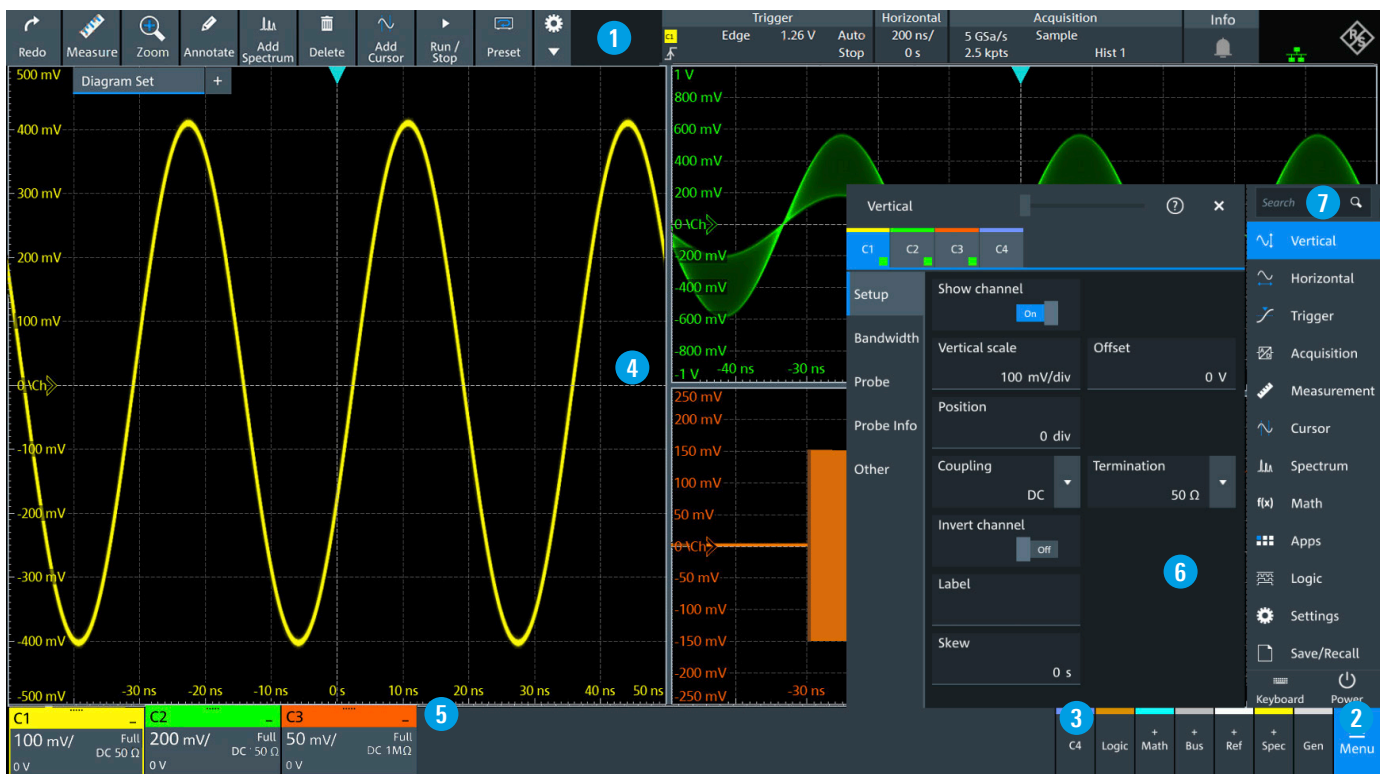 Redo Measure Zoom Annotate Add Spectrum Delete Add Cursor Run / Stop Preset
1
C1
Trigger
Edge 1.26 V Auto
Stop
Horizontal
200 ns/
0 s
Acquisition
5 GSa/s Sample
2.5 kpts Hist 1
Info
R&S
Diagram Set +
500 mV
400 mV
300 mV
200 mV
100 mV
0 \Ch
-100 mV
-200 mV
-300 mV
-400 mV
-500 mV
-30 ns -20 ns -10 ns 0 s 10 ns 20 ns 30 ns 40 ns 50 ns
4
1 V
800 mV
600 mV
400 mV
200 mV
0 \Ch
-200 mV
-400 mV
-600 mV
-800 mV
-1 V -40 ns -30 ns
250 mV
200 mV
150 mV
100 mV
50 mV
0 \Ch
-50 mV
-100 mV
-150 mV
-200 mV
-250 mV -30 ns
Vertical ? ×
C1 C2 C3 C4
Setup
Bandwidth
Probe
Probe Info
Other
Show channel
On
Vertical scale
100 mV/div
Offset
0 V
Position
0 div
Coupling
DC
Termination
50 Ω
Invert channel
Off
Label
Skew
0 s
6
Search 7
Vertical
Horizontal
Trigger
Acquisition
Measurement
Cursor
Spectrum
f(x) Math
Apps
Logic
Settings
Save/Recall
Keyboard Power
C1
100 mV/ Full
DC 50 Ω
0 V
C2
200 mV/ Full
DC 50 Ω
0 V
C3
50 mV/ Full
DC 1MΩ
0 V
5
3
C4
Logic
+ Math
+ Bus
+ Ref
+ Spec
Gen
2
Menu